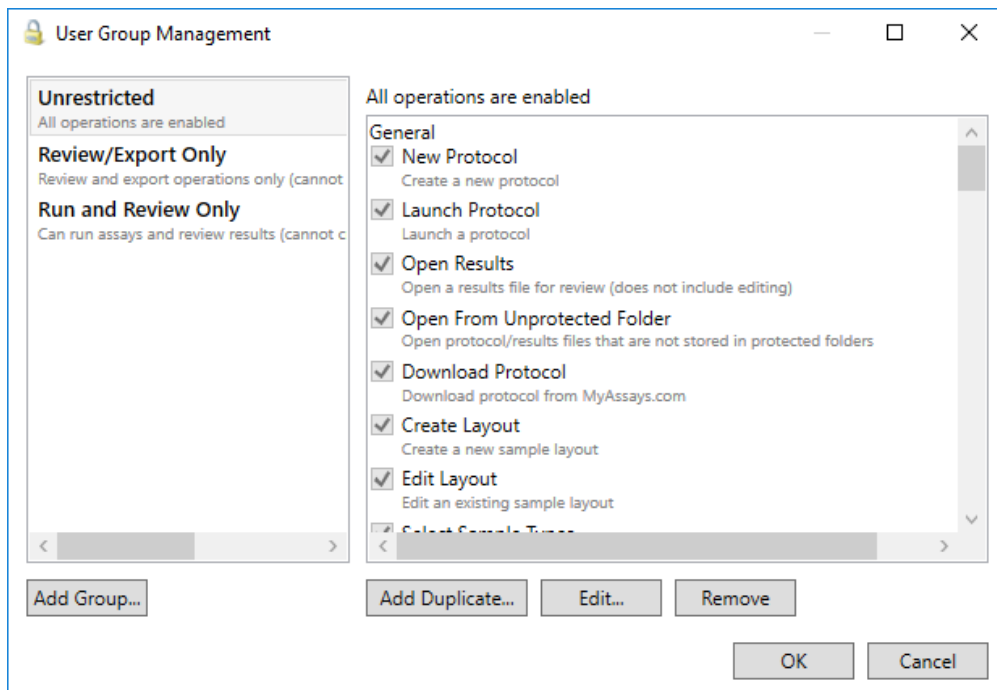 User Group Management
Unrestricted
All operations are enabled
Review/Export Only
Review and export operations only (cannot
Run and Review Only
Can run assays and review results (cannot c
Add Group...
All operations are enabled
General
New Protocol
Create a new protocol
Launch Protocol
Launch a protocol
Open Results
Open a results file for review (does not include editing)
Open From Unprotected Folder
Open protocol/results files that are not stored in protected folders
Download Protocol
Download protocol from MyAssays.com
Create Layout
Create a new sample layout
Edit Layout
Edit an existing sample layout
Select Sample Types
Add Duplicate...
Edit...
Remove
OK
Cancel